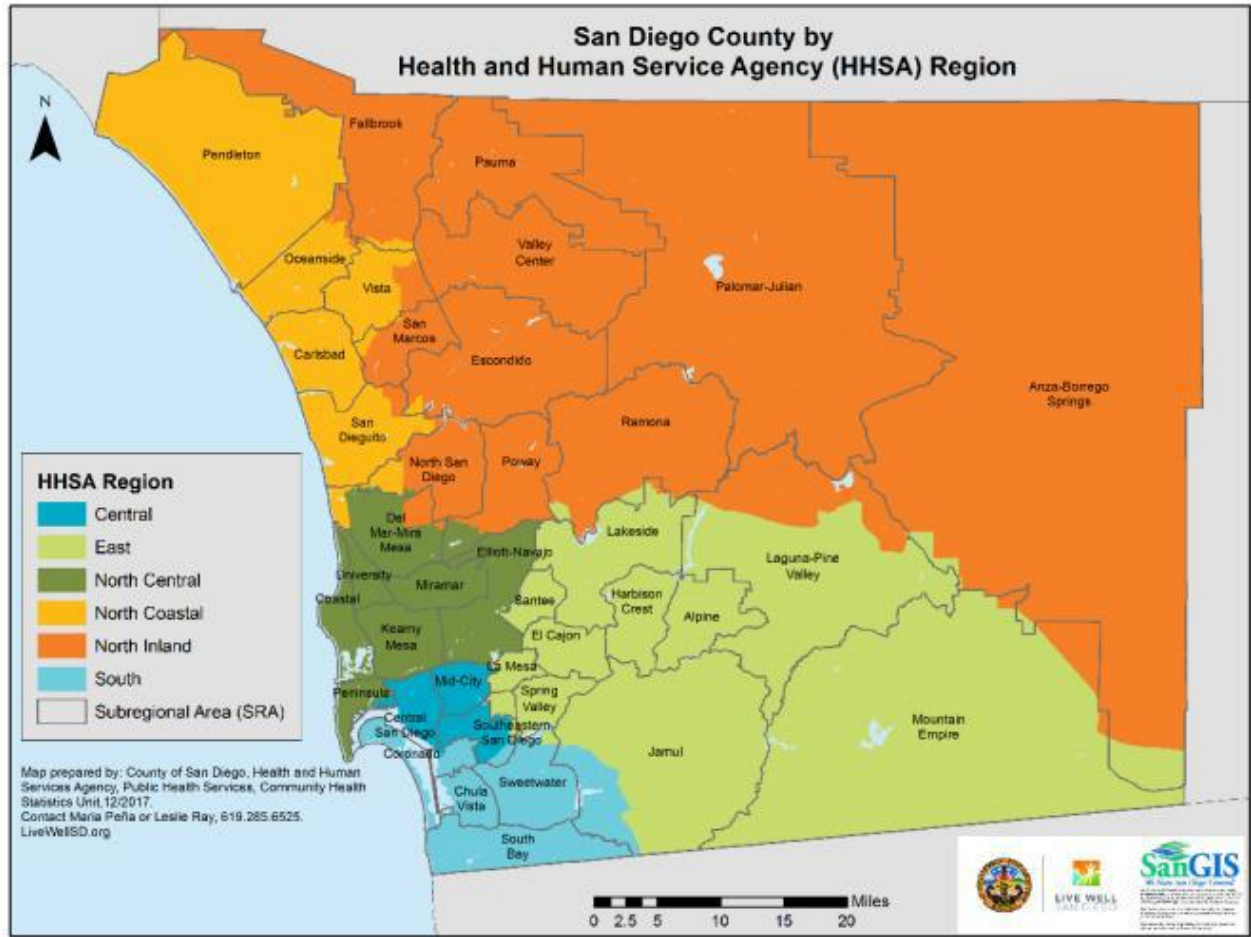 San Diego County by
Health and Human Service Agency (HHSA) Region
N
Fallbrook
Pendleton
Pauma
Valley
Center
Oceanside
Palomar-Julian
Vista
San
Marcos
Carlsbad
Escondido
Anza-Borrego
Springs
Ramona
San
Dieguito
North San
Diego
Poway
HHSA Region
Central
East
North Central
North Coastal
North Inland
South
Subregional Area (SRA)
Del
Mar-Mira
Mesa
Elliott-Navajo
Lakeside
Laguna-Pine
Valley
University
Miramar
Coastal
Santee
Harbison
Crest
Alpine
Kearny
Mesa
El Cajon
La Mesa
Mid-City
Peninsula
Spring
Valley
Central
San Diego
Southeastern
San Diego
Mountain
Empire
Coronado
Jamul
Chula
Vista
Sweetwater
South
Bay
Map prepared by: County of San Diego, Health and Human
Services Agency, Public Health Services, Community Health
Statistics Unit,12/2017.
Contact Maria Peña or Leslie Ray, 619.285.6525.
LiveWellSD.org
Miles
0 2.5 5 10 15 20
LIVE WELL
SAN DIEGO
SanGIS